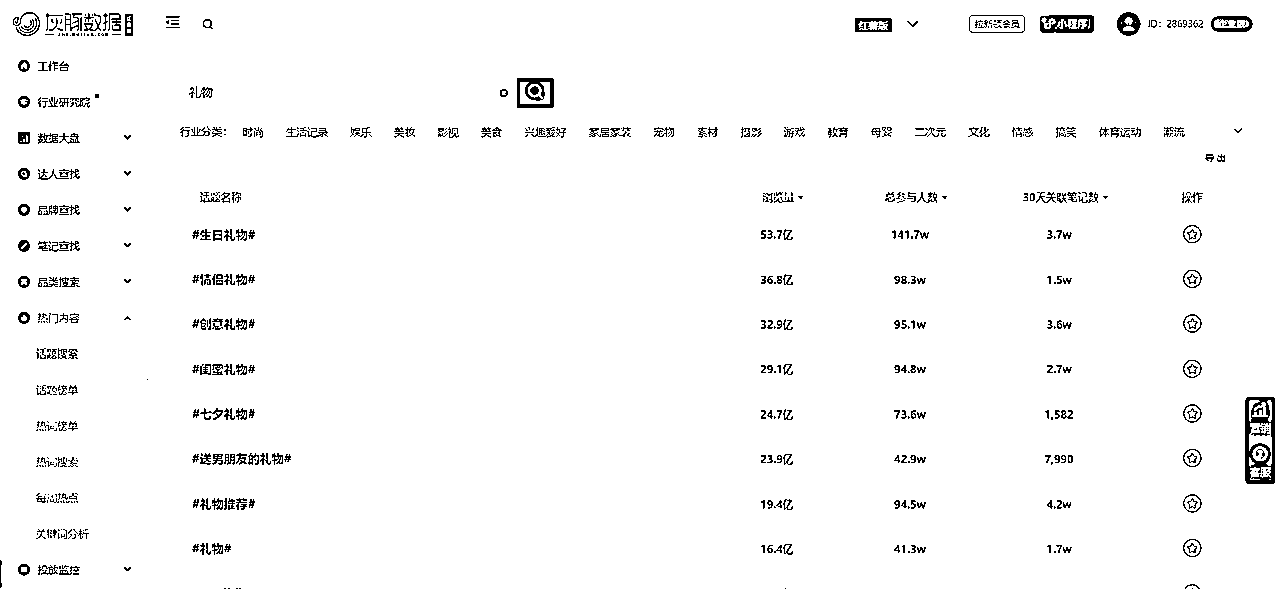 灰豚数据
红薯版
拉新领会员
小程序
ID: 2869362
工作台
行业研究院
数据大盘
达人查找
品牌查找
笔记查找
品类搜索
热门内容
话题搜索
话题榜单
热词榜单
热词搜索
每周热点
关键词分析
投放监控
礼物
行业分类: 时尚 生活记录 娱乐 美妆 影视 美食 兴趣爱好 家居家装 宠物 素材 摄影 游戏 教育 母婴 二次元 文化 情感 搞笑 体育运动 潮流
导出
话题名称 浏览量 总参与人数 30天关联笔记数 操作
#生日礼物# 53.7亿 141.7w 3.7w
#情侣礼物# 36.8亿 98.3w 1.5w
#创意礼物# 32.9亿 95.1w 3.6w
#闺蜜礼物# 29.1亿 94.8w 2.7w
#七夕礼物# 24.7亿 73.6w 1,582
#送男朋友的礼物# 23.9亿 42.9w 7,990
#礼物推荐# 19.4亿 94.5w 4.2w
#礼物# 16.4亿 41.3w 1.7w
客服